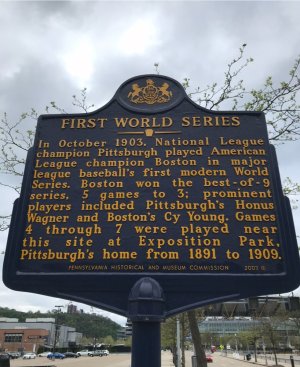 FIRST WORLD SERIES
In October 1903, National League
champion Pittsburgh played American
League champion Boston in major
league baseball's first modern World
Series. Boston won the best-of-9
series, 5 games to 3; prominent
players included Pittsburgh's Honus
Wagner and Boston's Cy Young. Games
4 through 7 were played near
this site at Exposition Park,
Pittsburgh's home from 1891 to 1909.
PENNSYLVANIA HISTORICAL AND MUSEUM COMMISSION 2003 ©